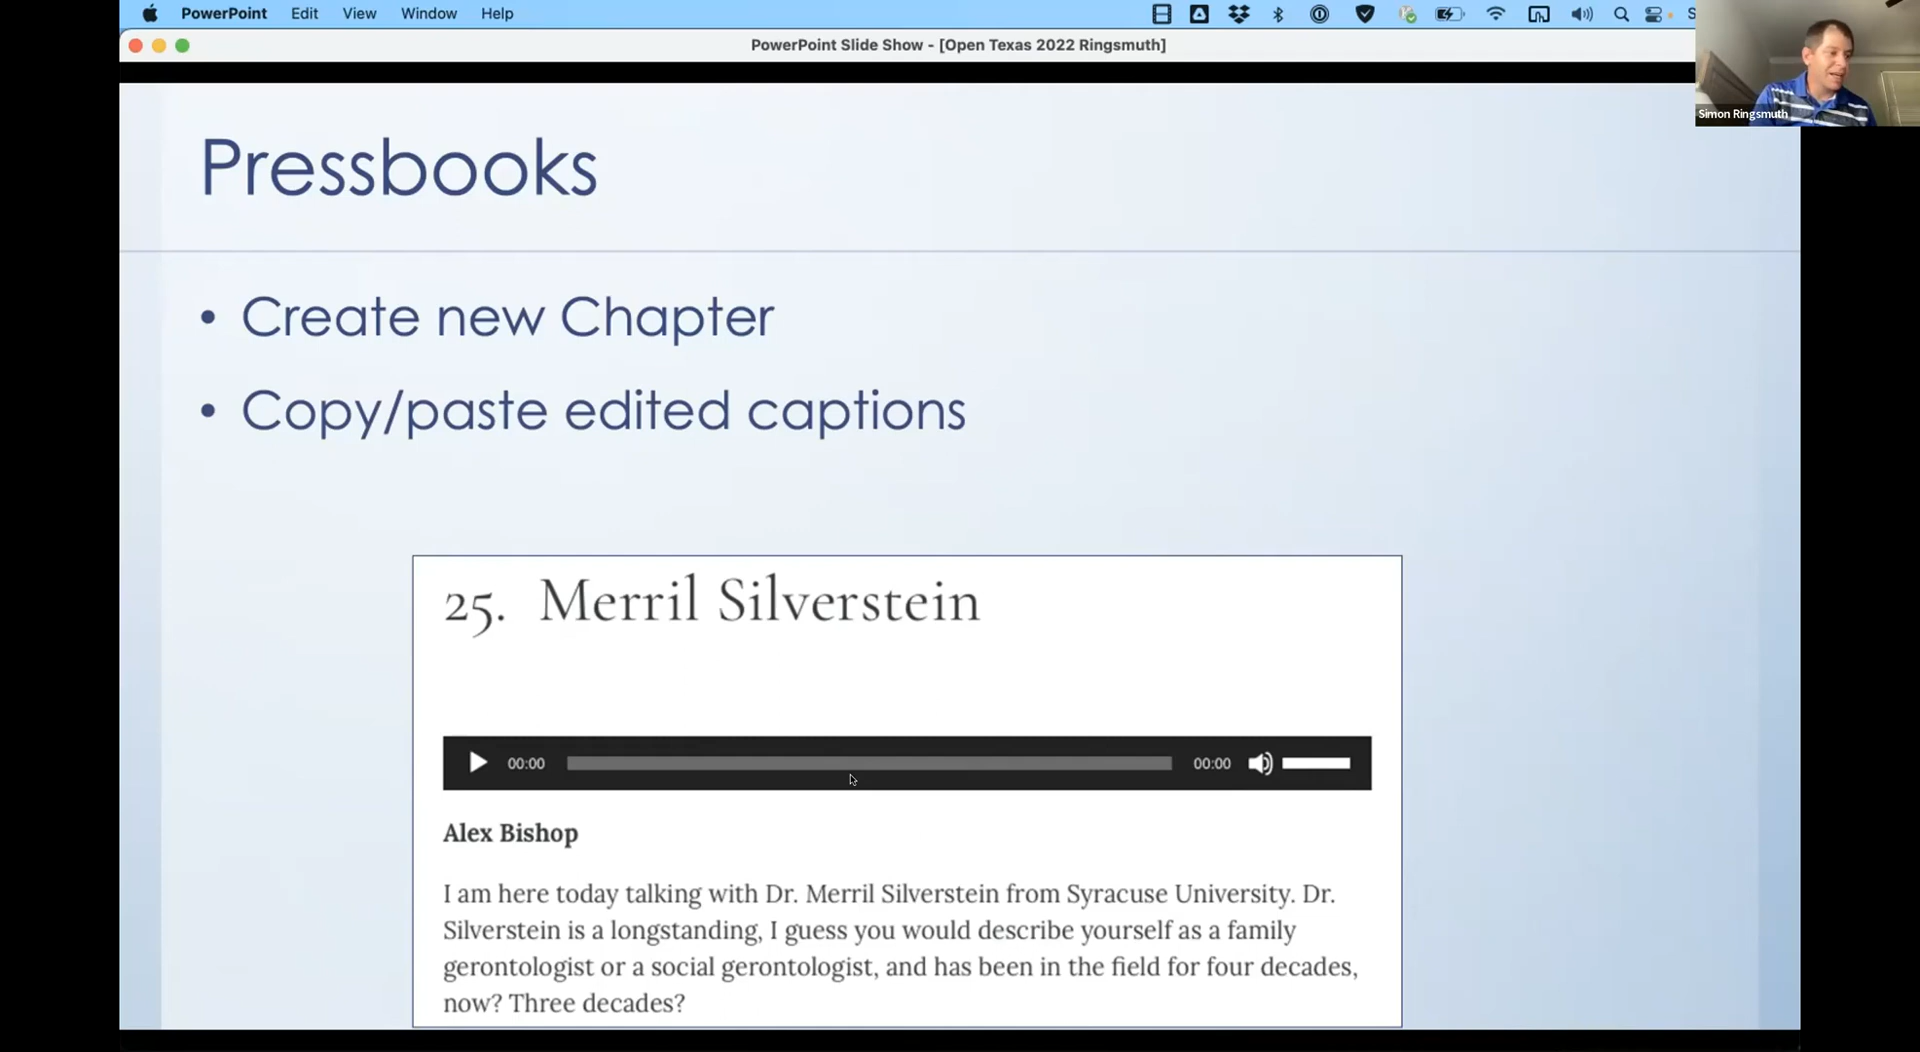 PowerPoint Edit View Window Help
PowerPoint Slide Show - [Open Texas 2022 Ringsmuth]
Simon Ringsmuth
Pressbooks
• Create new Chapter
• Copy/paste edited captions
25. Merril Silverstein
00:00 00:00
Alex Bishop
I am here today talking with Dr. Merril Silverstein from Syracuse University. Dr.
Silverstein is a longstanding, I guess you would describe yourself as a family
gerontologist or a social gerontologist, and has been in the field for four decades,
now? Three decades?